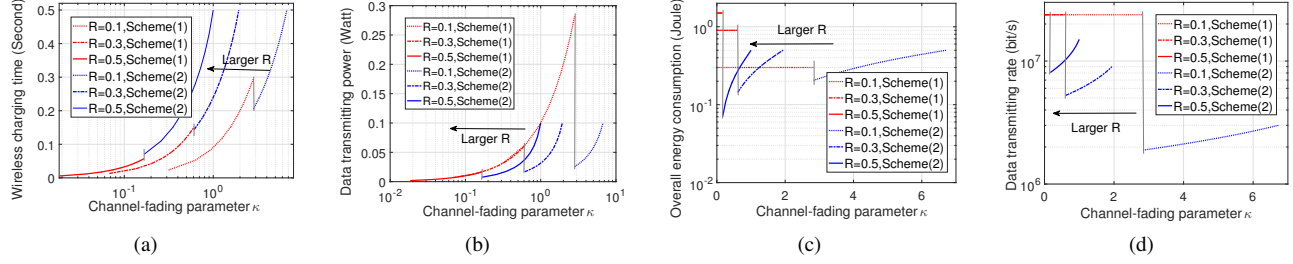 Wireless charging time (Second)
0.5
0.4
0.3
0.2
0.1
0
R=0.1,Scheme(1)
R=0.3,Scheme(1)
R=0.5,Scheme(1)
R=0.1,Scheme(2)
R=0.3,Scheme(2)
R=0.5,Scheme(2)
Larger R
10⁻¹
10⁰
Channel-fading parameter κ
(a)
Data transmitting power (Watt)
0.3
0.25
0.2
0.15
0.1
0.05
0
R=0.1,Scheme(1)
R=0.3,Scheme(1)
R=0.5,Scheme(1)
R=0.1,Scheme(2)
R=0.3,Scheme(2)
R=0.5,Scheme(2)
Larger R
10⁻²
10⁻¹
10⁰
10¹
Channel-fading parameter κ
(b)
Overall energy consumption (Joule)
10⁰
10⁻¹
10⁻²
Larger R
R=0.1,Scheme(1)
R=0.3,Scheme(1)
R=0.5,Scheme(1)
R=0.1,Scheme(2)
R=0.3,Scheme(2)
R=0.5,Scheme(2)
0
2
4
6
Channel-fading parameter κ
(c)
Data transmitting rate (bit/s)
10⁷
10⁶
R=0.1,Scheme(1)
R=0.3,Scheme(1)
R=0.5,Scheme(1)
R=0.1,Scheme(2)
R=0.3,Scheme(2)
R=0.5,Scheme(2)
Larger R
0
2
4
6
Channel-fading parameter κ
(d)